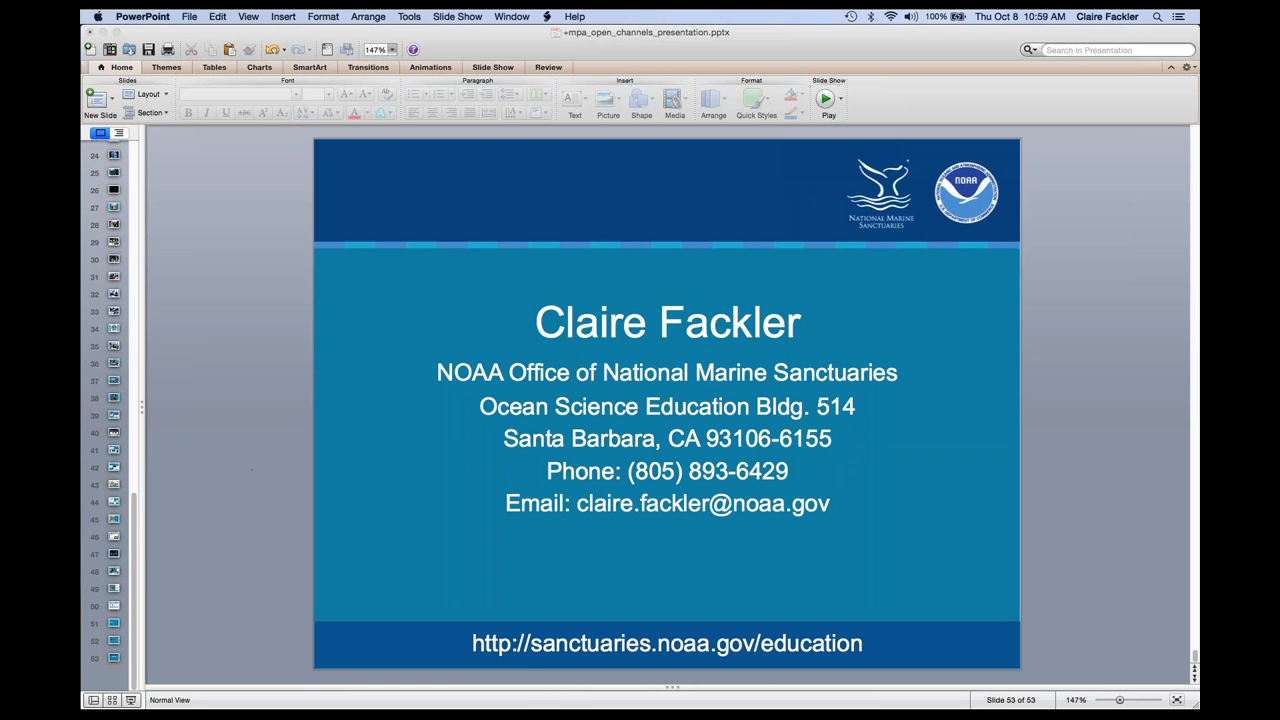 PowerPoint File Edit View Insert Format Arrange Tools Slide Show Window Help 100% Thu Oct 8 10:59 AM Claire Fackler
+mpa_open_channels_presentation.pptx
147% Search in Presentation
Home Themes Tables Charts SmartArt Transitions Animations Slide Show Review
Slides Font Paragraph Insert Format Slide Show
Layout
New Slide Section Text Picture Shape Media Arrange Quick Styles Play
NOAA
NATIONAL MARINE
SANCTUARIES
Claire Fackler
NOAA Office of National Marine Sanctuaries
Ocean Science Education Bldg. 514
Santa Barbara, CA 93106-6155
Phone: (805) 893-6429
Email: claire.fackler@noaa.gov
http://sanctuaries.noaa.gov/education
24
25
26
27
28
29
30
31
32
33
34
35
36
37
38
39
40
41
42
43
44
45
46
47
48
49
50
51
52
53
Normal View Slide 53 of 53 147%